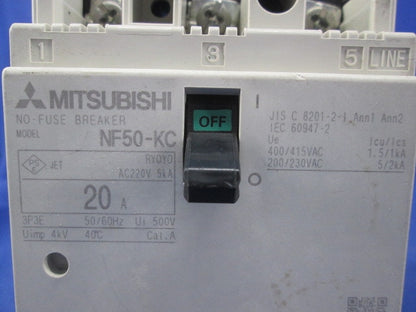 1 3 5 LINE
MITSUBISHI
NO-FUSE BREAKER
MODEL NF50-KC
OFF
I
O
PS E JET
RYOYO
AC220V 5kA
20 A
3P3E 50/60Hz Ui 500V
Uimp 4kV 40C Cat.A
JIS C 8201-2-1 Ann1 Ann2
IEC 60947-2
Ue Icu/Ics
400/415VAC 1.5/1kA
200/230VAC 5/2kA